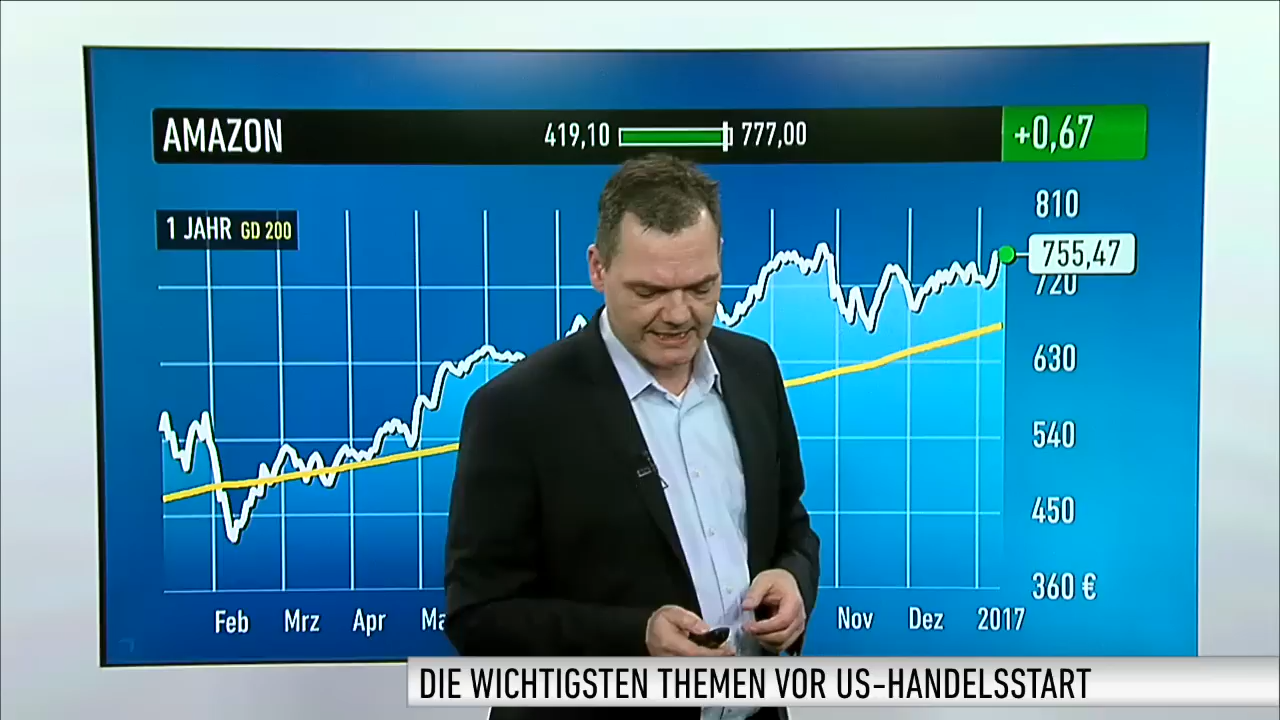 AMAZON 419,10 777,00 +0,67
1 JAHR GD 200
810
755,47
720
630
540
450
360 €
Feb Mrz Apr Nov Dez 2017
DIE WICHTIGSTEN THEMEN VOR US-HANDELSSTART